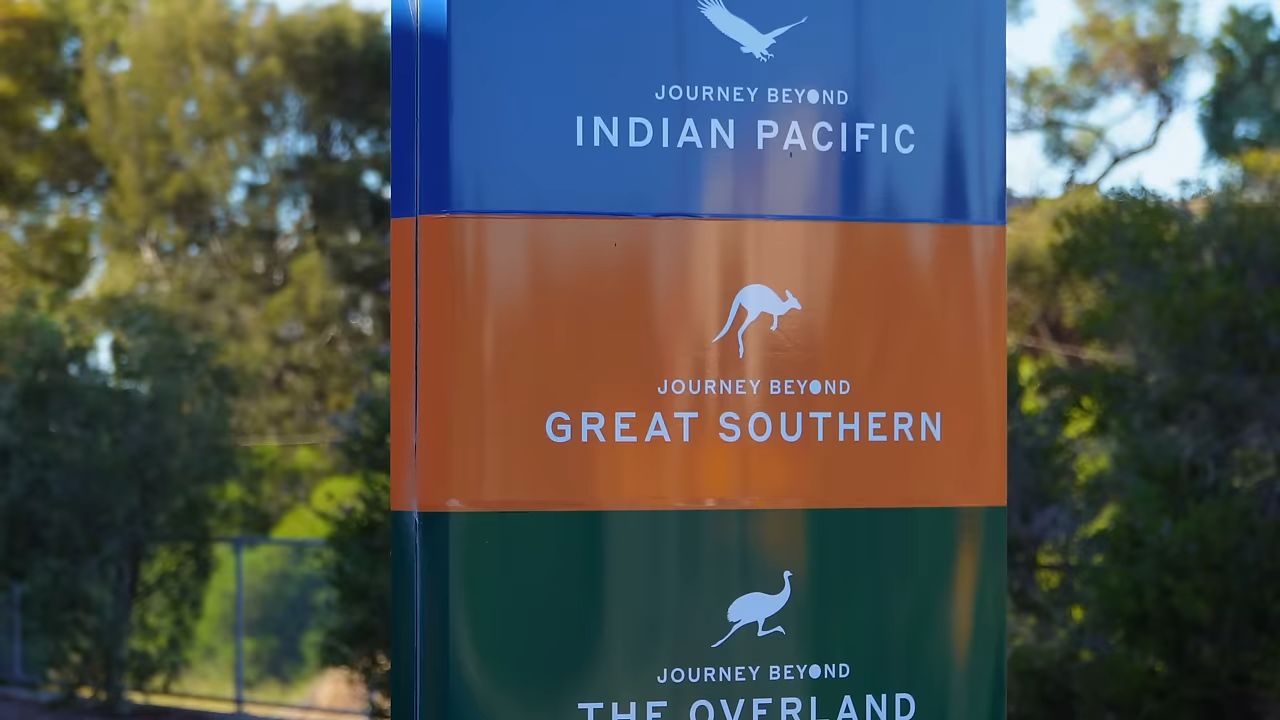 JOURNEY BEYOND
INDIAN PACIFIC
JOURNEY BEYOND
GREAT SOUTHERN
JOURNEY BEYOND
THE OVERLAND